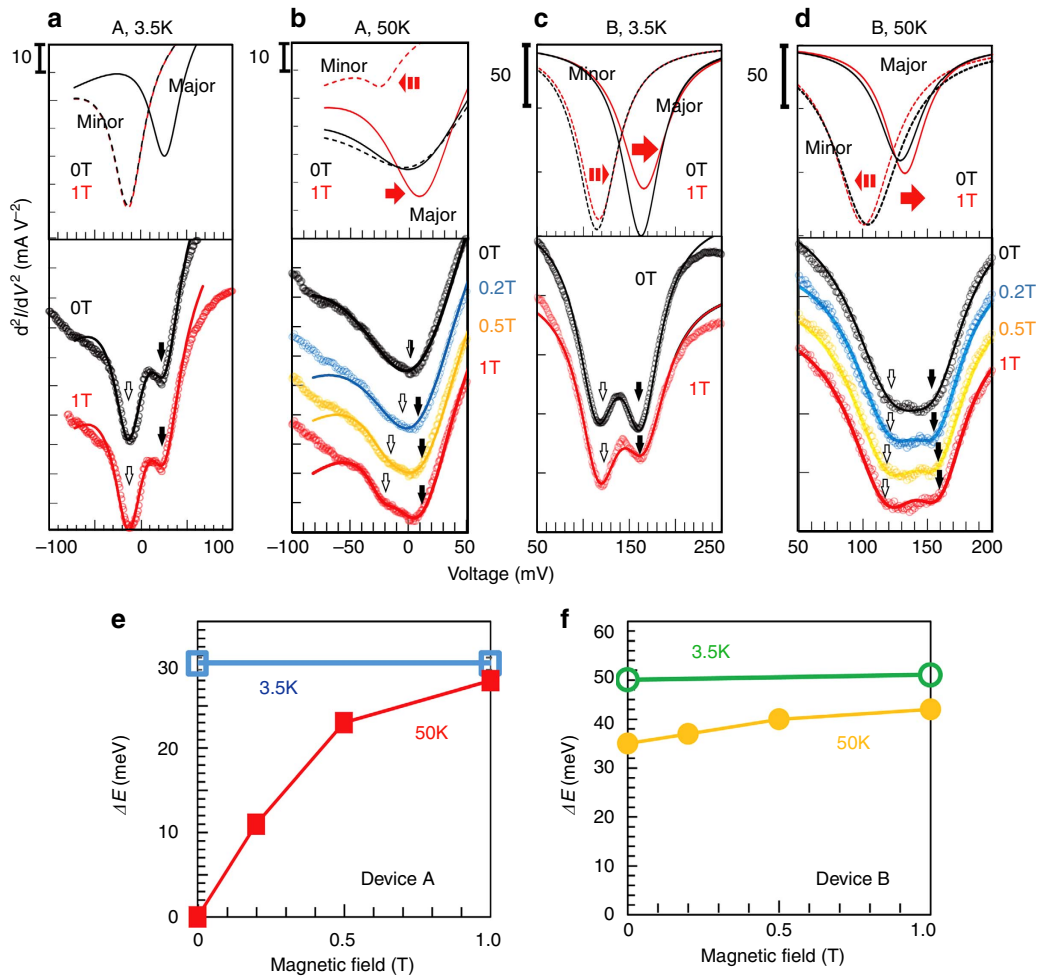 a
A, 3.5K
10
Major
Minor
0T
1T
b
A, 50K
10
Minor
0T
1T
Major
c
B, 3.5K
50
Minor
Major
0T
1T
d
B, 50K
50
Major
Minor
0T
1T
d²I/dV² (mA V⁻²)
0T
1T
−100
0
100
0T
0.2T
0.5T
1T
−100
−50
0
50
0T
1T
50
150
250
0T
0.2T
0.5T
1T
50
100
150
200
Voltage (mV)
e
30
20
10
0
ΔE (meV)
3.5K
50K
Device A
0
0.5
1.0
Magnetic field (T)
f
60
50
40
30
20
10
0
ΔE (meV)
3.5K
50K
Device B
0
0.5
1.0
Magnetic field (T)